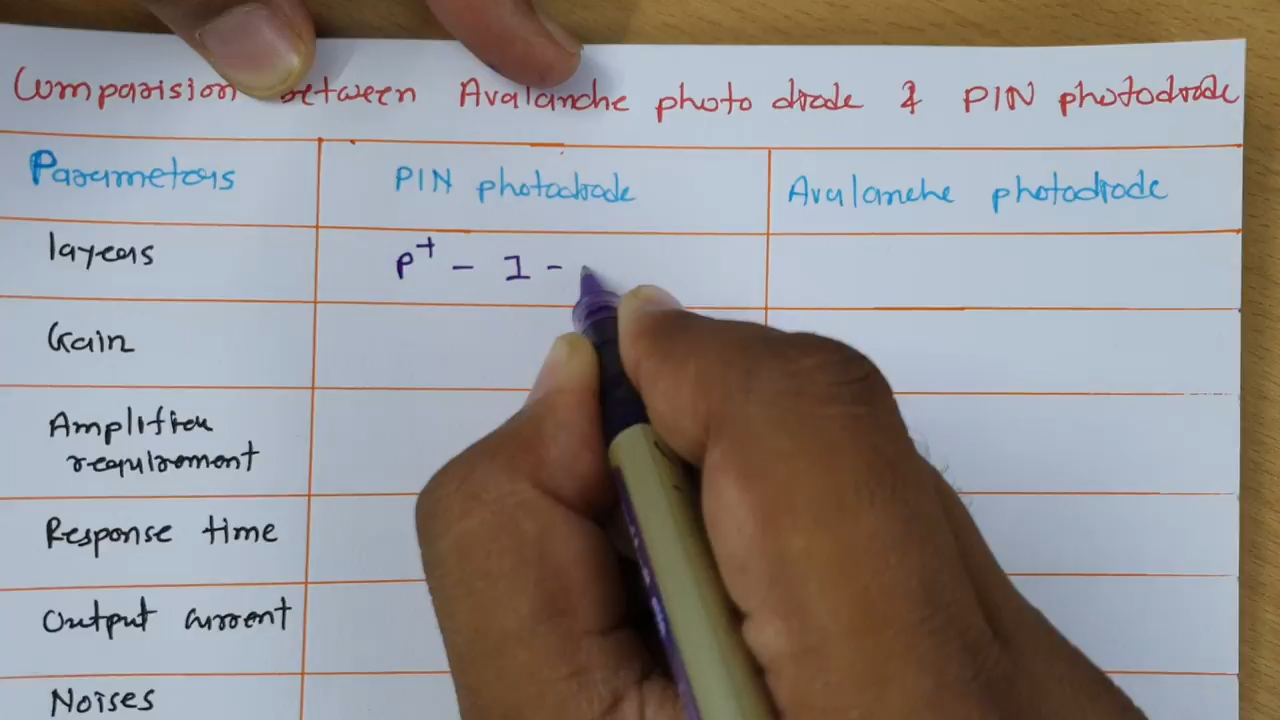 Comparision between Avalanche photo diode & PIN photodiode
Parameters PIN photodiode Avalanche photodiode
layers P+ - I -
Gain
Amplifier
requirement
Response time
Output current
Noises